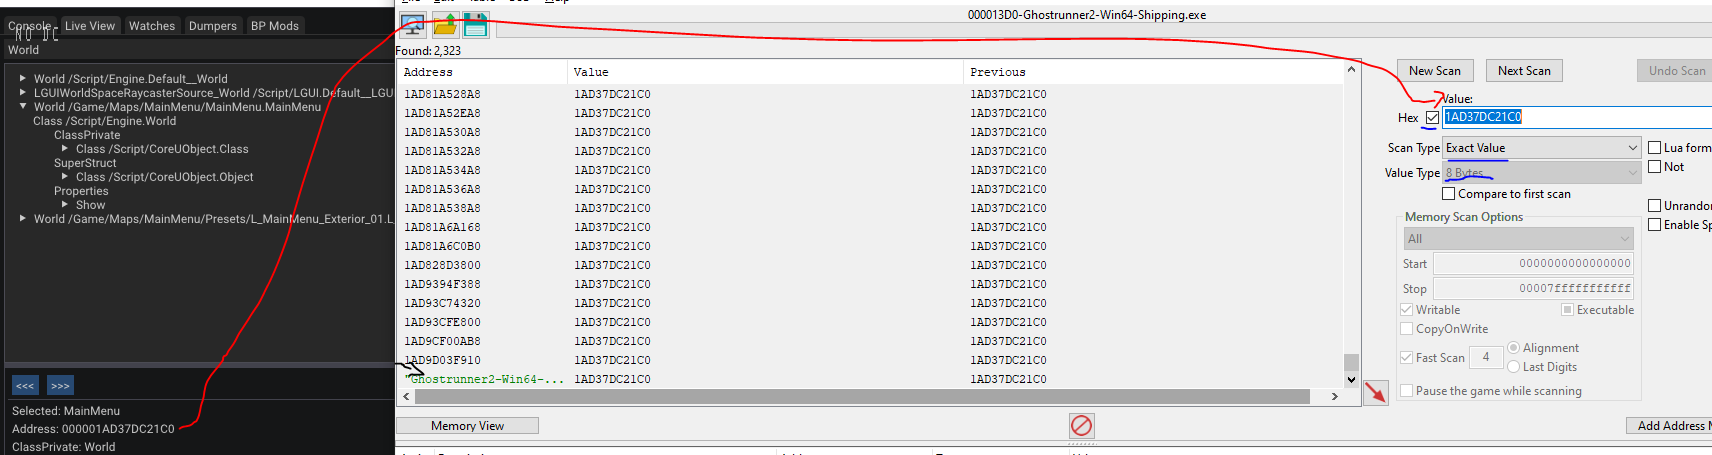 Console Live View Watches Dumpers BP Mods
NO DC
World
World /Script/Engine.Default__World
LGUIWorldSpaceRaycasterSource_World /Script/LGUI.Default__LGU
World /Game/Maps/MainMenu/MainMenu.MainMenu
Class /Script/Engine.World
ClassPrivate
Class /Script/CoreUObject.Class
SuperStruct
Class /Script/CoreUObject.Object
Properties
Show
World /Game/Maps/MainMenu/Presets/L_MainMenu_Exterior_01.L_
<<< >>>
Selected: MainMenu
Address: 000001AD37DC21C0
ClassPrivate: World
000013D0-Ghostrunner2-Win64-Shipping.exe
Found: 2,323
Address Value Previous
1AD81A528A8 1AD37DC21C0 1AD37DC21C0
1AD81A52EA8 1AD37DC21C0 1AD37DC21C0
1AD81A530A8 1AD37DC21C0 1AD37DC21C0
1AD81A532A8 1AD37DC21C0 1AD37DC21C0
1AD81A534A8 1AD37DC21C0 1AD37DC21C0
1AD81A536A8 1AD37DC21C0 1AD37DC21C0
1AD81A538A8 1AD37DC21C0 1AD37DC21C0
1AD81A6A168 1AD37DC21C0 1AD37DC21C0
1AD81A6C0B0 1AD37DC21C0 1AD37DC21C0
1AD828D3800 1AD37DC21C0 1AD37DC21C0
1AD9394F388 1AD37DC21C0 1AD37DC21C0
1AD93C74320 1AD37DC21C0 1AD37DC21C0
1AD93CFE800 1AD37DC21C0 1AD37DC21C0
1AD9CF00AB8 1AD37DC21C0 1AD37DC21C0
1AD9D03F910 1AD37DC21C0 1AD37DC21C0
"Ghostrunner2-Win64-... 1AD37DC21C0 1AD37DC21C0
Memory View
New Scan Next Scan Undo Scan
Value:
Hex 1AD37DC21C0
Scan Type Exact Value Lua form
Value Type 8 Bytes Not
Compare to first scan
Memory Scan Options Unrandor
All Enable Sp
Start 0000000000000000
Stop 00007fffffffffff
Writable Executable
CopyOnWrite
Fast Scan 4 Alignment
Last Digits
Pause the game while scanning
Add Address M